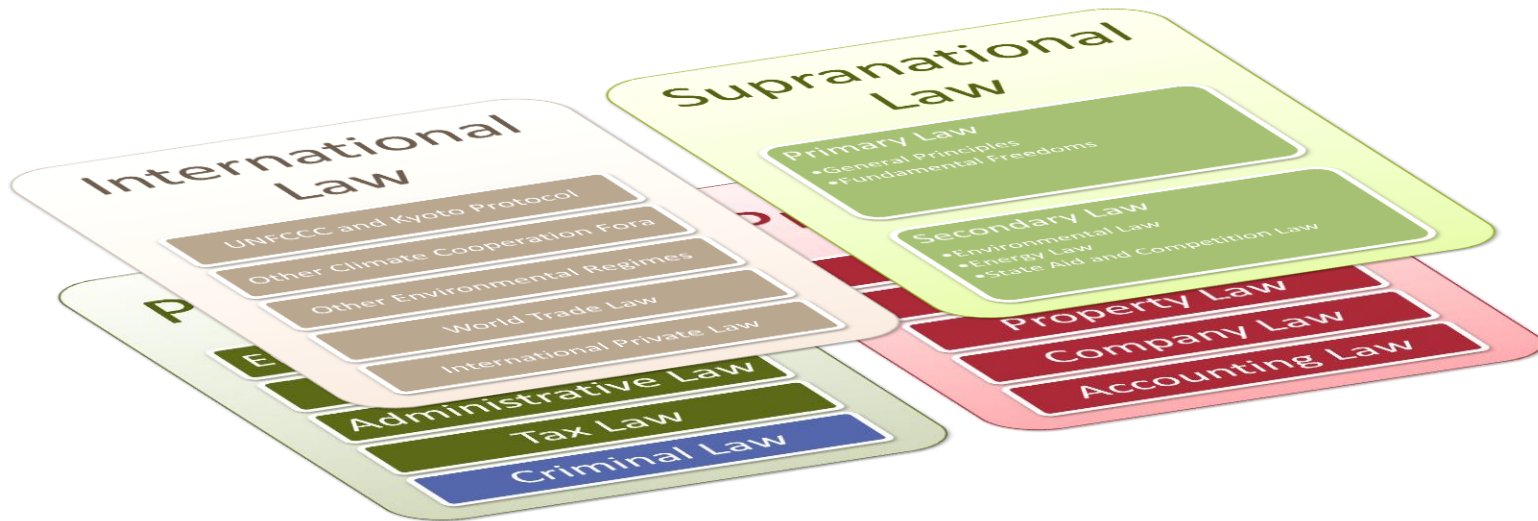 International
Law
UNFCCC and Kyoto Protocol
Other Climate Cooperation Fora
Other Environmental Regimes
World Trade Law
International Private Law
Supranational
Law
Primary Law
•General Principles
•Fundamental Freedoms
Secondary Law
•Environmental Law
•Energy Law
•State Aid and Competition Law
P
E
Administrative Law
Tax Law
Criminal Law
Property Law
Company Law
Accounting Law